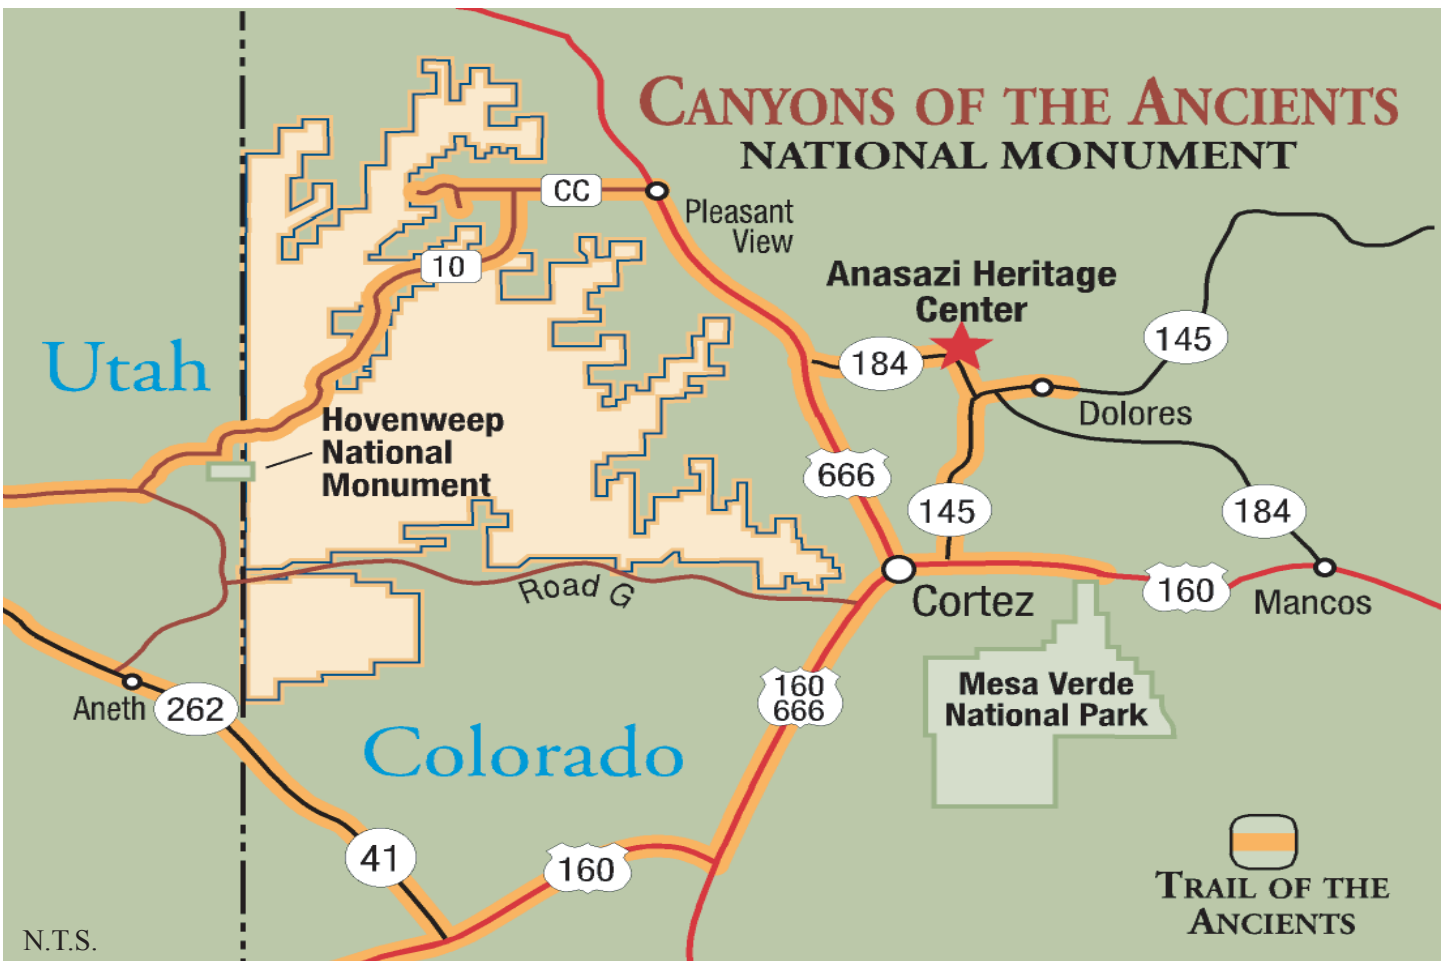 CANYONS OF THE ANCIENTS
NATIONAL MONUMENT
CC
Pleasant
View
10
Anasazi Heritage
Center
145
184
Utah
Dolores
Hovenweep
National
Monument
666
145
184
Road G
Cortez
160
Mancos
Aneth
262
160
666
Mesa Verde
National Park
Colorado
41
160
TRAIL OF THE
ANCIENTS
N.T.S.